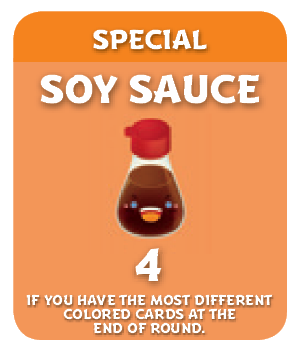 SPECIAL
SOY SAUCE
4
IF YOU HAVE THE MOST DIFFERENT
COLORED CARDS AT THE
END OF ROUND.